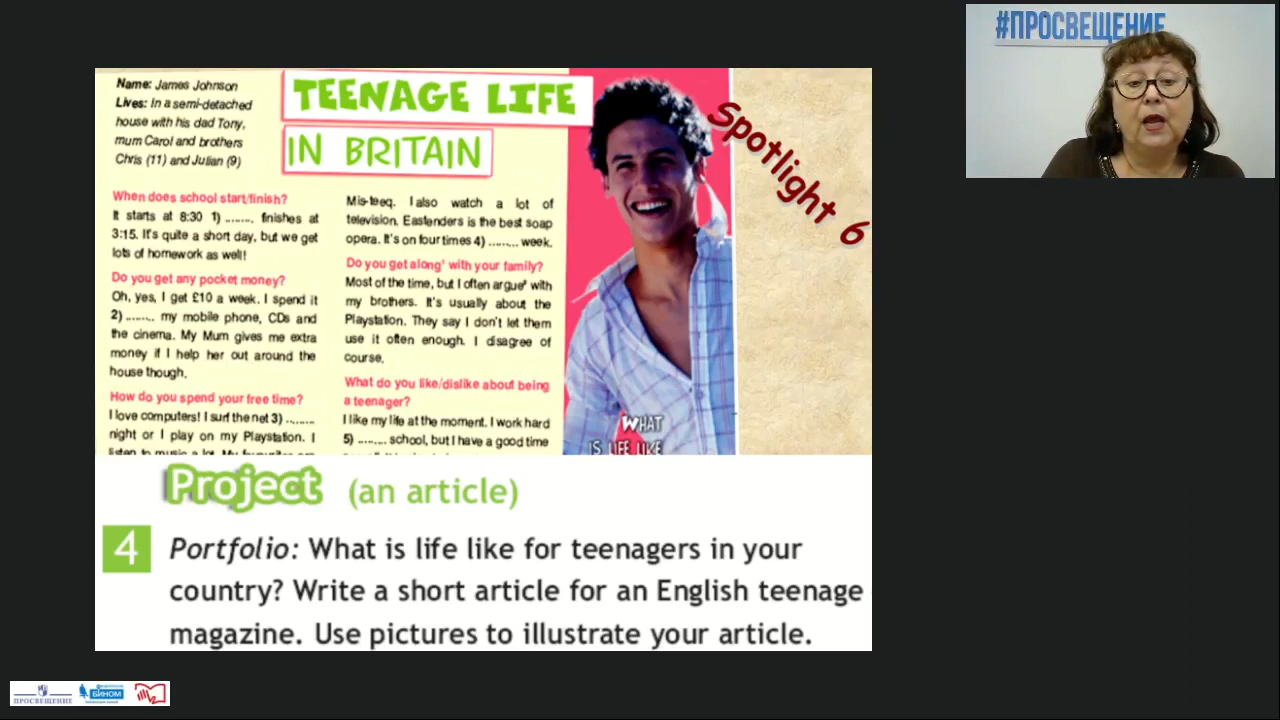 #ПРОСВЕЩЕНИЕ
Name: James Johnson
Lives: In a semi-detached
house with his dad Tony,
mum Carol and brothers
Chris (11) and Julian (9)
TEENAGE LIFE
IN BRITAIN
Spotlight 6
When does school start/finish?
It starts at 8:30 1) ........ finishes at
3:15. It's quite a short day, but we get
lots of homework as well!
Do you get any pocket money?
Oh, yes, I get £10 a week. I spend it
2) ........ my mobile phone, CDs and
the cinema. My Mum gives me extra
money if I help her out around the
house though.
How do you spend your free time?
I love computers! I surf the net 3) ........
night or I play on my Playstation. I
listen to music a lot. My favourites are
Mis-teeq. I also watch a lot of
television. Eastenders is the best soap
opera. It's on four times 4) ........ week.
Do you get along¹ with your family?
Most of the time, but I often argue² with
my brothers. It's usually about the
Playstation. They say I don't let them
use it often enough. I disagree of
course.
What do you like/dislike about being
a teenager?
I like my life at the moment. I work hard
5) ........ school, but I have a good time
WHAT
IS LIFE LIKE
Project (an article)
4 Portfolio: What is life like for teenagers in your
country? Write a short article for an English teenage
magazine. Use pictures to illustrate your article.
ПРОСВЕЩЕНИЕ
БИНОМ